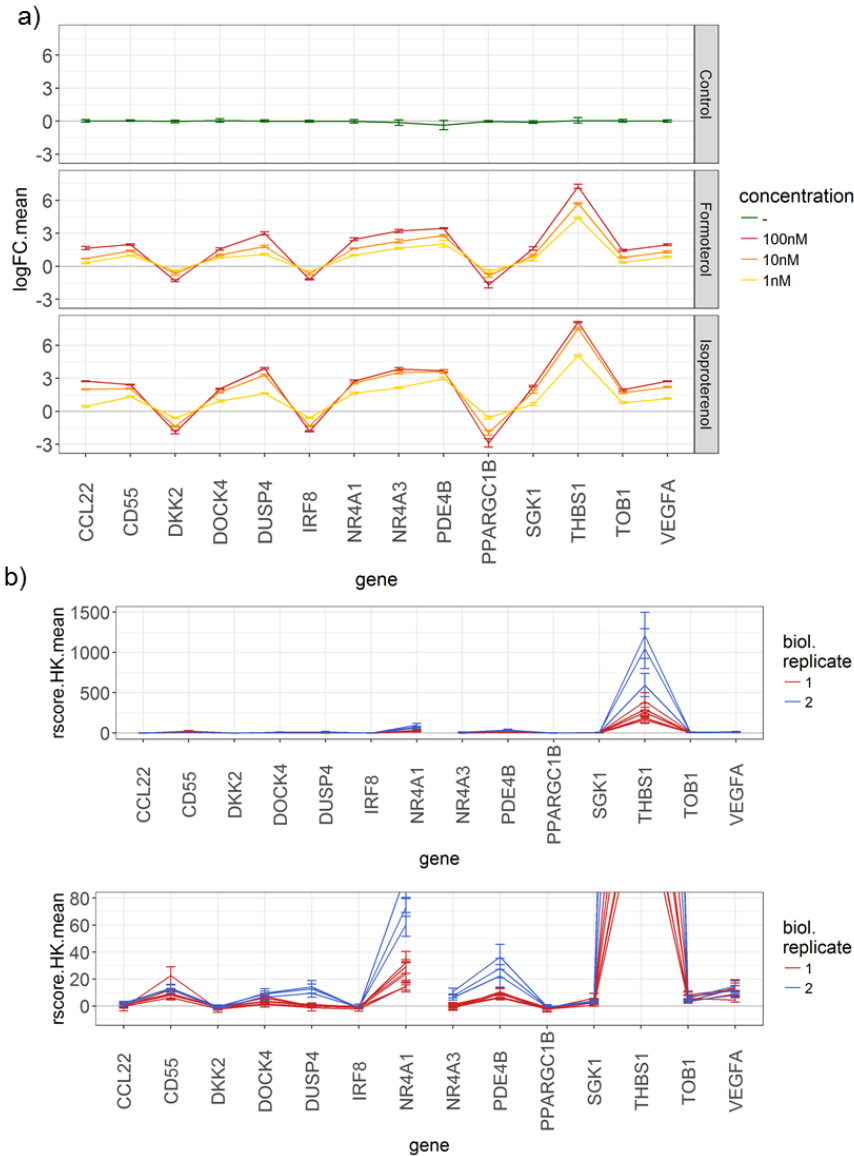 a)
logFC.mean
6
3
0
-3
Control
6
3
0
-3
Formoterol
6
3
0
-3
Isoproterenol
CCL22 CD55 DKK2 DOCK4 DUSP4 IRF8 NR4A1 NR4A3 PDE4B PPARGC1B SGK1 THBS1 TOB1 VEGFA
gene
concentration
-
100nM
10nM
1nM
b)
rscore.HK.mean
1500
1000
500
0
CCL22 CD55 DKK2 DOCK4 DUSP4 IRF8 NR4A1 NR4A3 PDE4B PPARGC1B SGK1 THBS1 TOB1 VEGFA
gene
biol.
replicate
1
2
rscore.HK.mean
80
60
40
20
0
CCL22 CD55 DKK2 DOCK4 DUSP4 IRF8 NR4A1 NR4A3 PDE4B PPARGC1B SGK1 THBS1 TOB1 VEGFA
gene
biol.
replicate
1
2